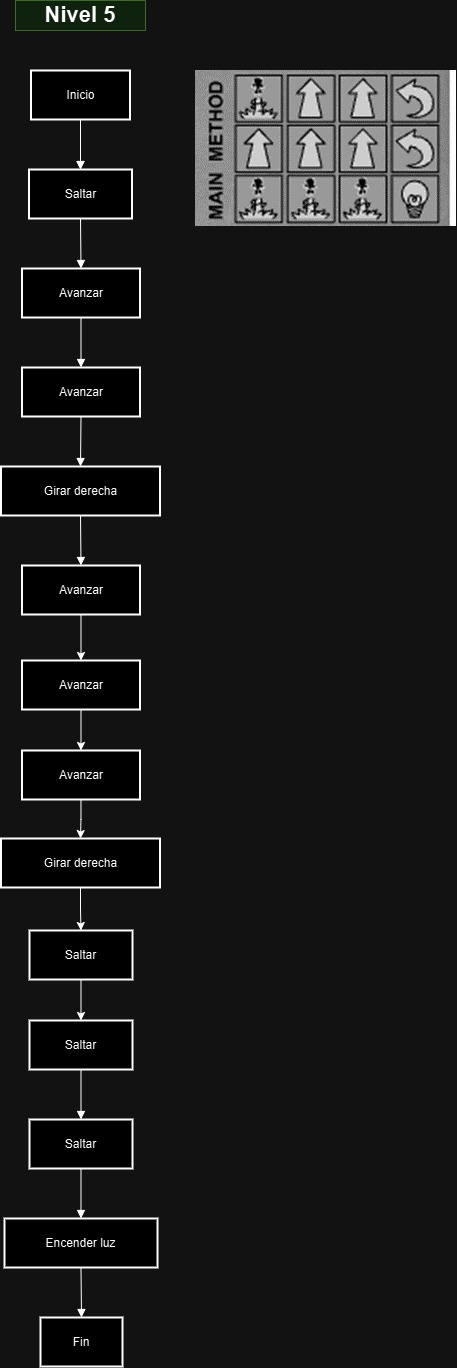 Nivel 5
Inicio
Saltar
Avanzar
Avanzar
Girar derecha
Avanzar
Avanzar
Avanzar
Girar derecha
Saltar
Saltar
Saltar
Encender luz
Fin
MAIN METHOD